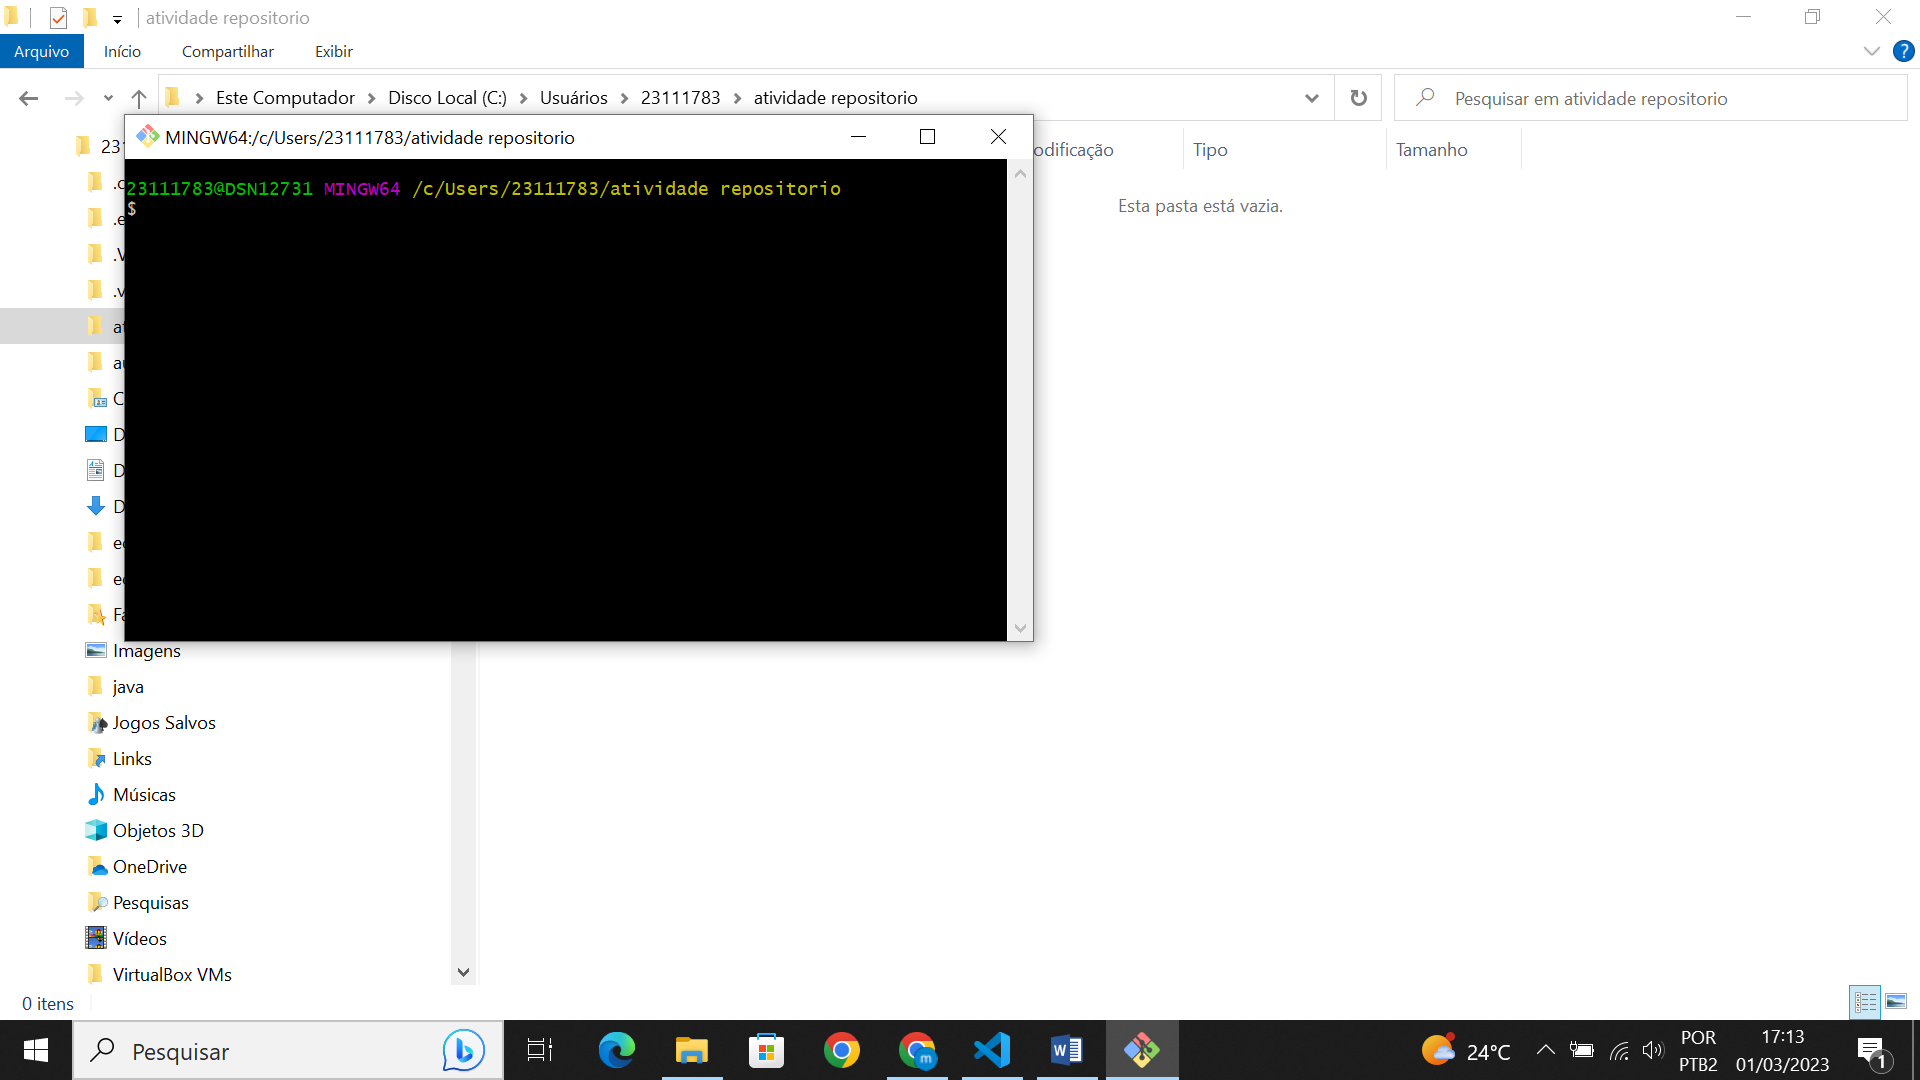 atividade repositorio
Arquivo Início Compartilhar Exibir
Este Computador Disco Local (C:) Usuários 23111783 atividade repositorio
Pesquisar em atividade repositorio
MINGW64:/c/Users/23111783/atividade repositorio
23111783@DSN12731 MINGW64 /c/Users/23111783/atividade repositorio
$
odificação Tipo Tamanho
Esta pasta está vazia.
Imagens
java
Jogos Salvos
Links
Músicas
Objetos 3D
OneDrive
Pesquisas
Vídeos
VirtualBox VMs
0 itens
Pesquisar
24°C
POR
PTB2
17:13
01/03/2023
1